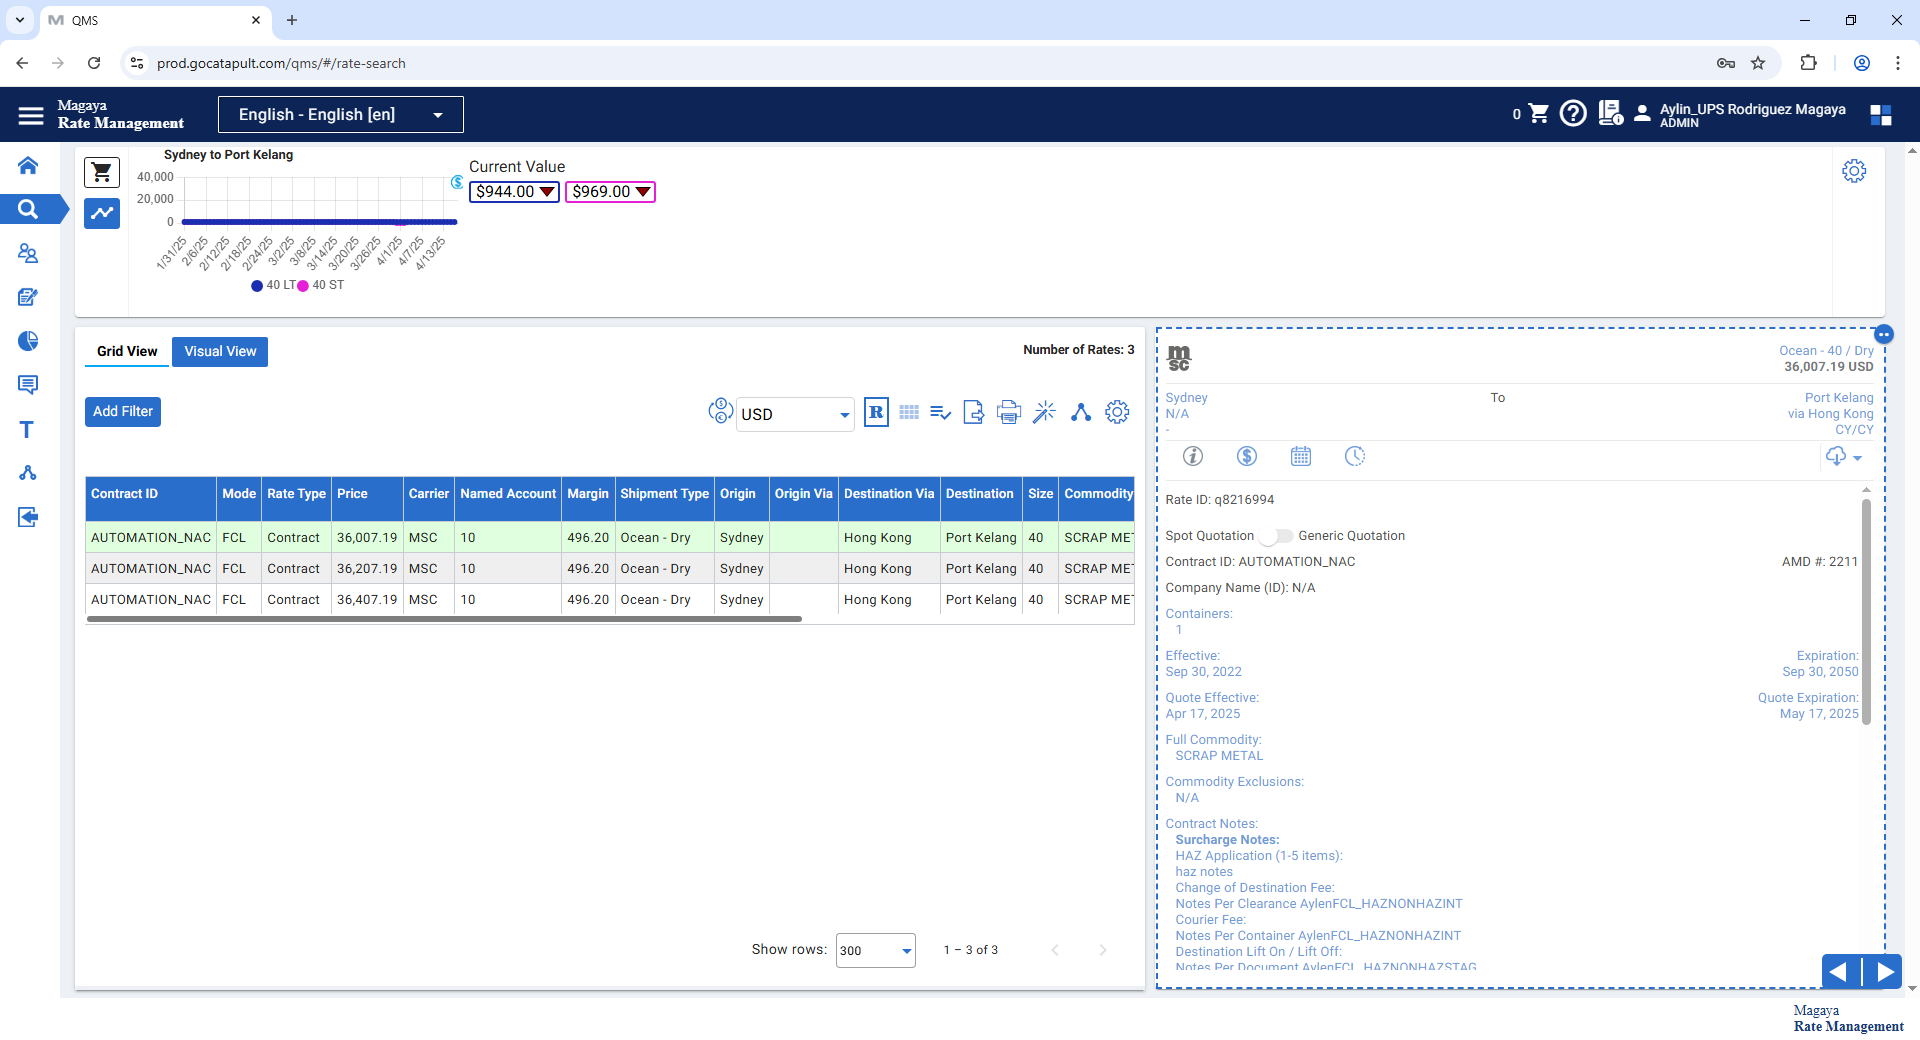 QMS
prod.gocatapult.com/qms/#/rate-search
Magaya
Rate Management
English - English [en]
0
Aylin_UPS Rodriguez Magaya
ADMIN
Sydney to Port Kelang
40,000
20,000
0
1/31/25
2/6/25
2/12/25
2/18/25
2/24/25
3/2/25
3/8/25
3/14/25
3/20/25
3/26/25
4/1/25
4/7/25
4/13/25
40 LT 40 ST
Current Value
$944.00 $969.00
Grid View Visual View
Number of Rates: 3
Add Filter
USD
R
Contract ID Mode Rate Type Price Carrier Named Account Margin Shipment Type Origin Origin Via Destination Via Destination Size Commodity
AUTOMATION_NAC FCL Contract 36,007.19 MSC 10 496.20 Ocean - Dry Sydney Hong Kong Port Kelang 40 SCRAP MET
AUTOMATION_NAC FCL Contract 36,207.19 MSC 10 496.20 Ocean - Dry Sydney Hong Kong Port Kelang 40 SCRAP MET
AUTOMATION_NAC FCL Contract 36,407.19 MSC 10 496.20 Ocean - Dry Sydney Hong Kong Port Kelang 40 SCRAP MET
Show rows: 300 1 – 3 of 3
msc
Ocean - 40 / Dry
36,007.19 USD
Sydney To Port Kelang
N/A via Hong Kong
- CY/CY
Rate ID: q8216994
Spot Quotation Generic Quotation
Contract ID: AUTOMATION_NAC AMD #: 2211
Company Name (ID): N/A
Containers:
1
Effective: Expiration:
Sep 30, 2022 Sep 30, 2050
Quote Effective: Quote Expiration:
Apr 17, 2025 May 17, 2025
Full Commodity:
SCRAP METAL
Commodity Exclusions:
N/A
Contract Notes:
Surcharge Notes:
HAZ Application (1-5 items):
haz notes
Change of Destination Fee:
Notes Per Clearance AylenFCL_HAZNONHAZINT
Courier Fee:
Notes Per Container AylenFCL_HAZNONHAZINT
Destination Lift On / Lift Off:
Notes Per Document AylenFCL_HAZNONHAZSTAG
Magaya
Rate Management